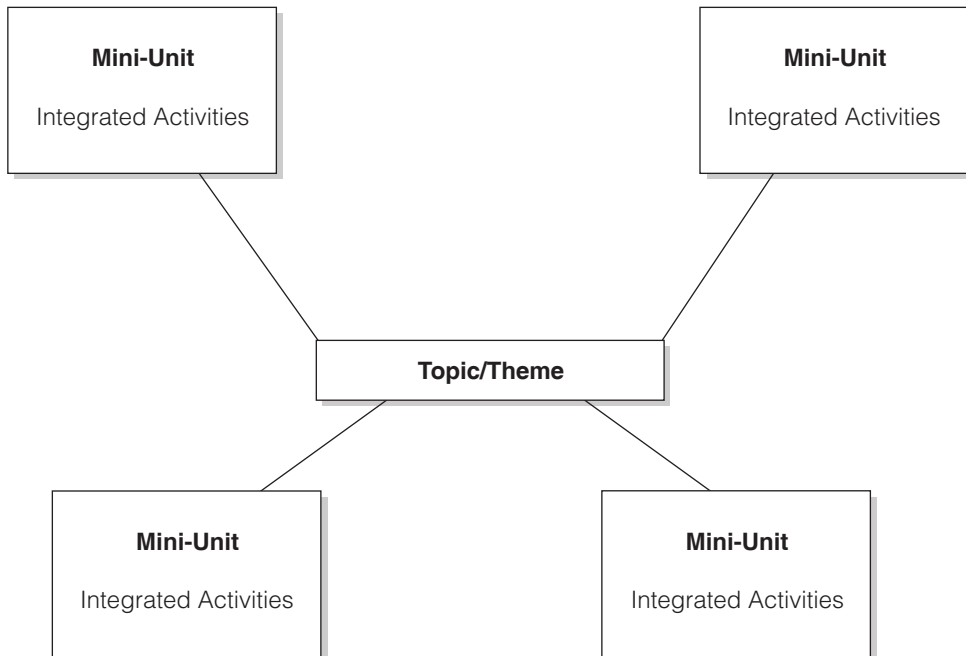 Mini-Unit
Integrated Activities
Mini-Unit
Integrated Activities
Topic/Theme
Mini-Unit
Integrated Activities
Mini-Unit
Integrated Activities